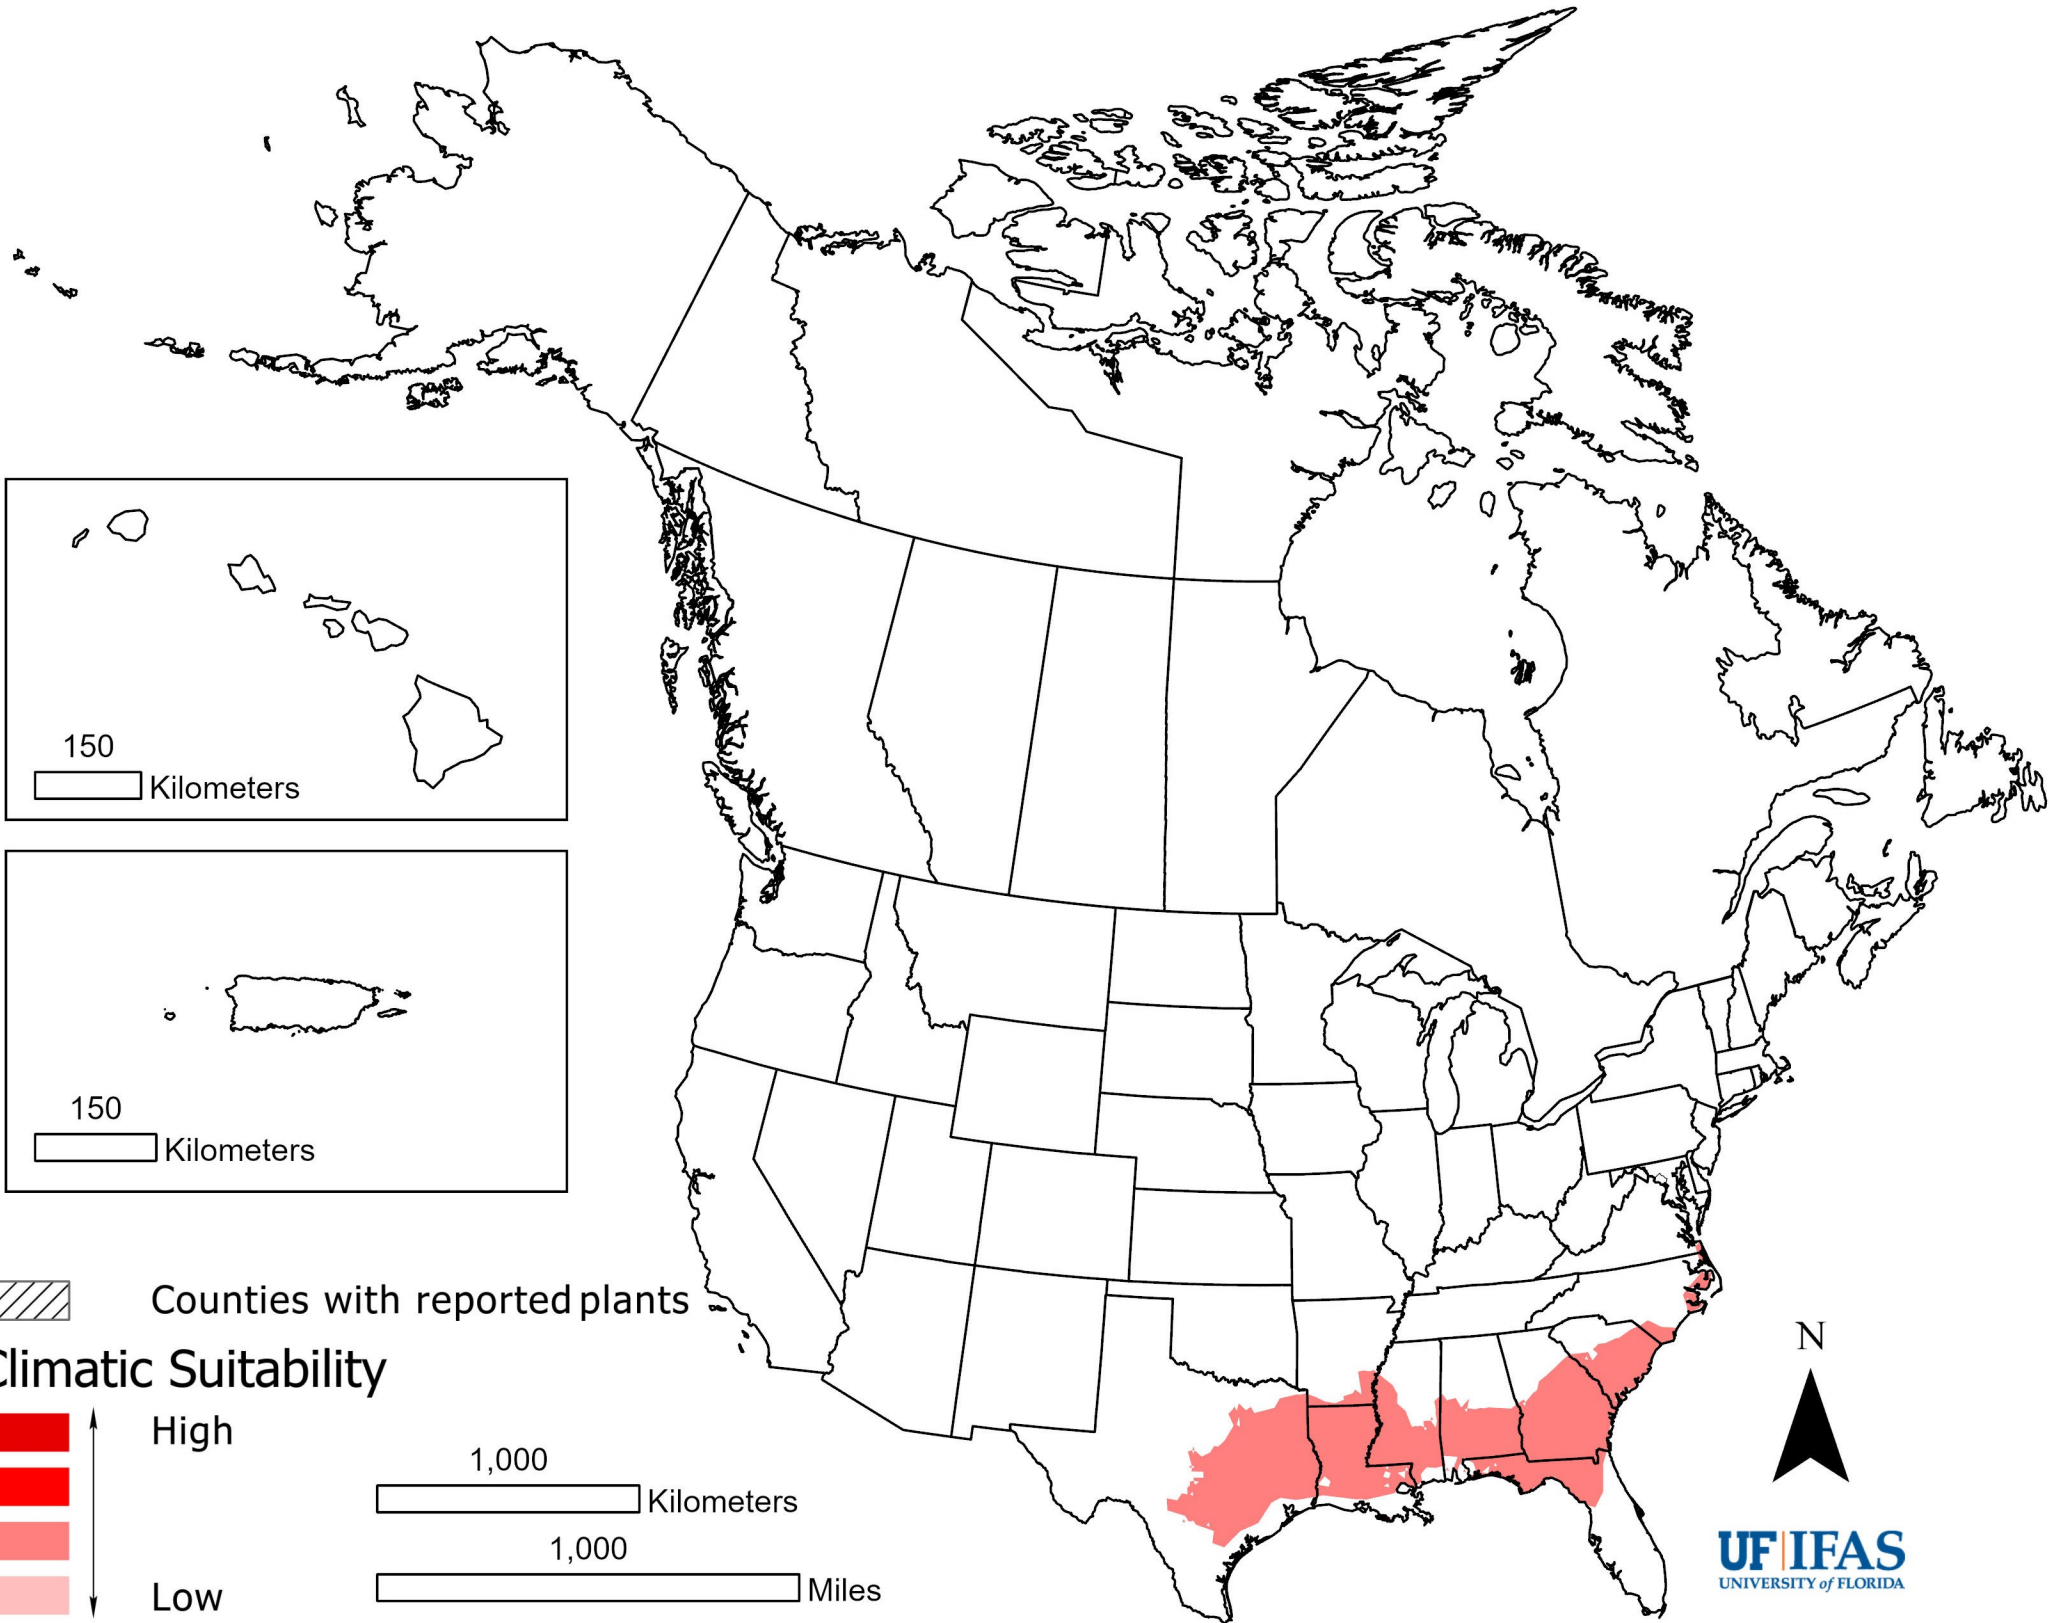 150
Kilometers
150
Kilometers
Counties with reported plants
Climatic Suitability
High
Low
1,000
Kilometers
1,000
Miles
N
UF|IFAS
UNIVERSITY of FLORIDA